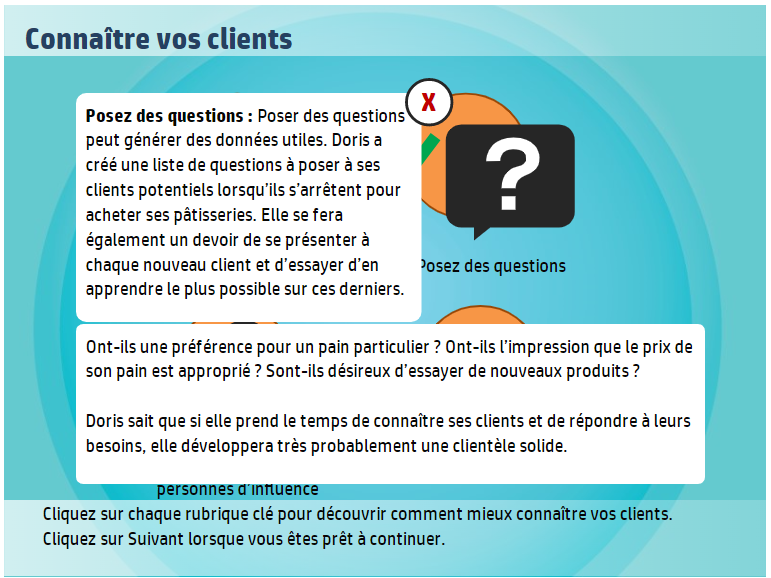 Connaître vos clients
X
Posez des questions : Poser des questions
peut générer des données utiles. Doris a
créé une liste de questions à poser à ses
clients potentiels lorsqu'ils s'arrêtent pour
acheter ses pâtisseries. Elle se fera
également un devoir de se présenter à
chaque nouveau client et d'essayer d'en
apprendre le plus possible sur ces derniers.
?
Posez des questions
Ont-ils une préférence pour un pain particulier ? Ont-ils l'impression que le prix de
son pain est approprié ? Sont-ils désireux d'essayer de nouveaux produits ?
Doris sait que si elle prend le temps de connaître ses clients et de répondre à leurs
besoins, elle développera très probablement une clientèle solide.
personnes d'influence
Cliquez sur chaque rubrique clé pour découvrir comment mieux connaître vos clients.
Cliquez sur Suivant lorsque vous êtes prêt à continuer.